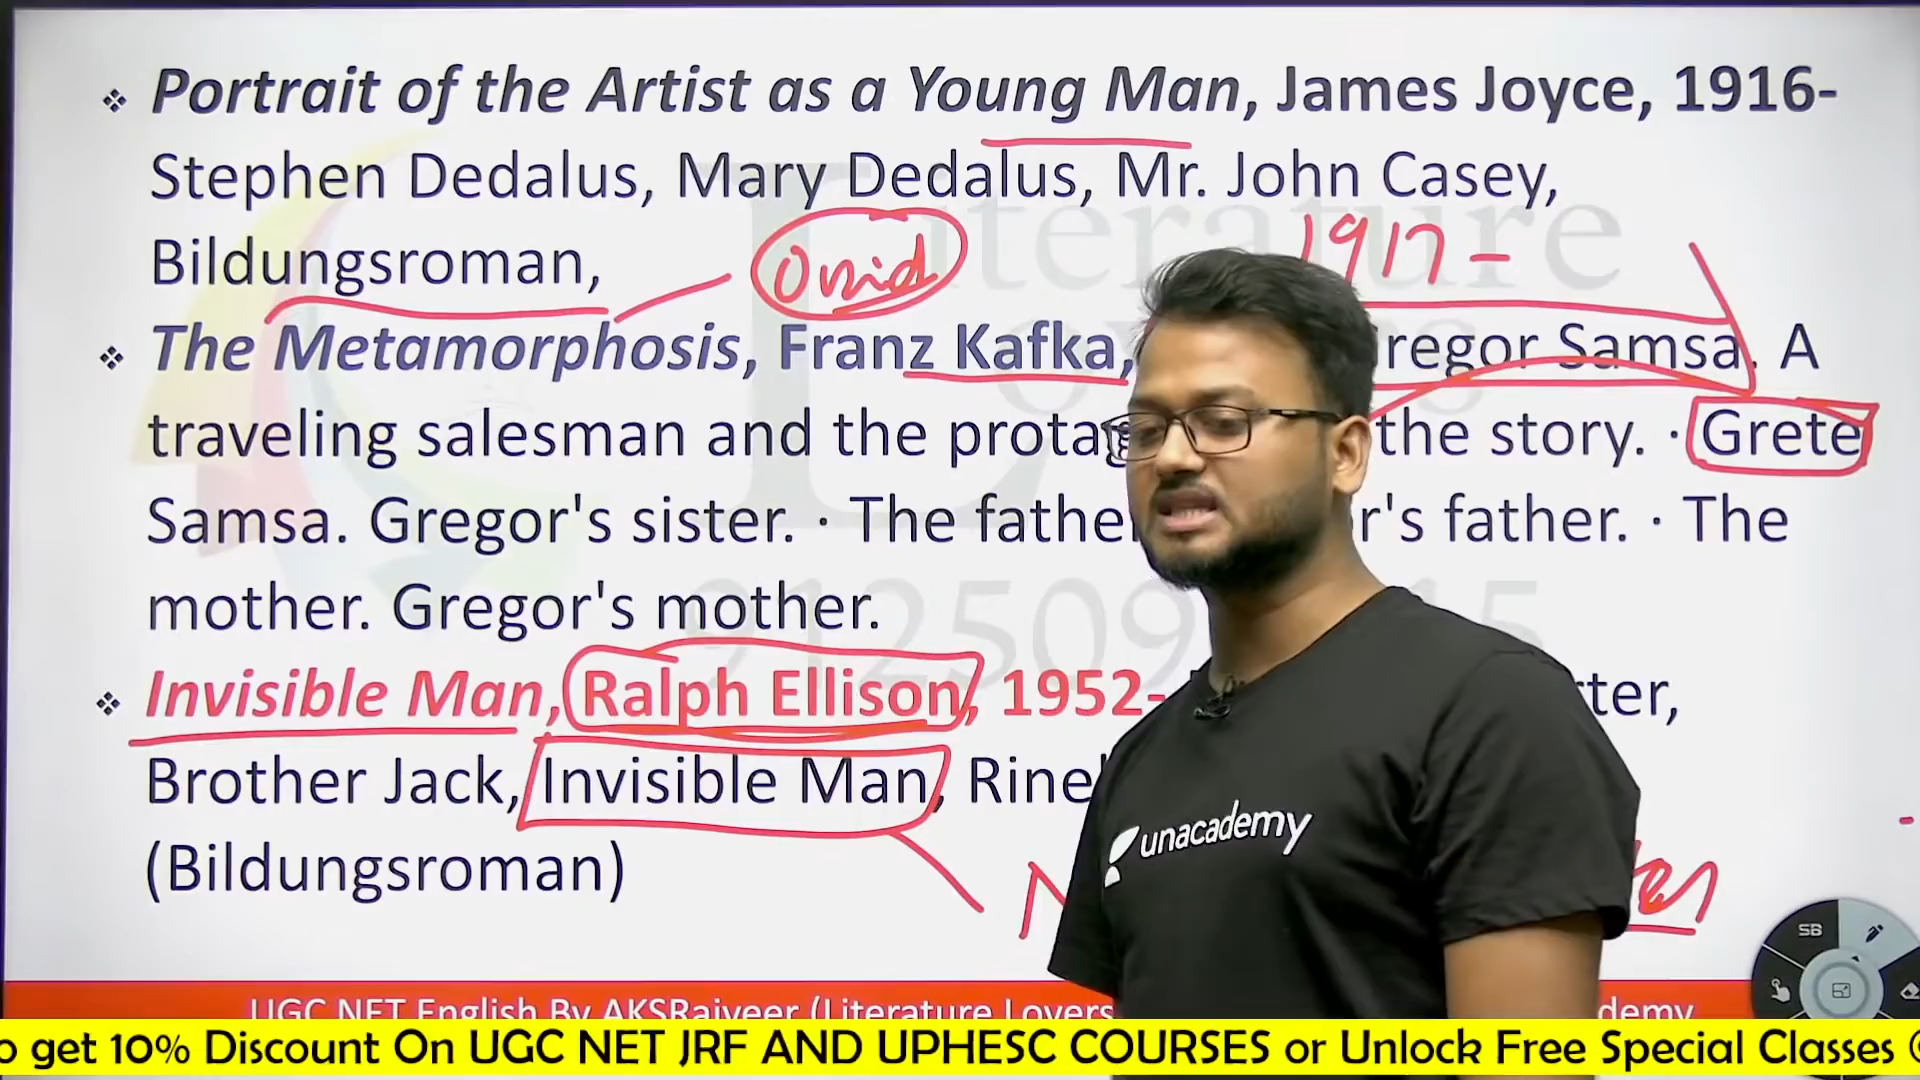 ❖ Portrait of the Artist as a Young Man, James Joyce, 1916-
Stephen Dedalus, Mary Dedalus, Mr. John Casey,
Bildungsroman,
Ovid
1917 -
❖ The Metamorphosis, Franz Kafka, regor Samsa. A
traveling salesman and the protag the story. · Grete
Samsa. Gregor's sister. · The fathe r's father. · The
mother. Gregor's mother.
❖ Invisible Man, Ralph Ellison, 1952- ter,
Brother Jack, Invisible Man, Rine
(Bildungsroman)
N
Literature
Lovers
unacademy
SB
UGC NET English By AKSRajveer (Literature Lovers demy
o get 10% Discount On UGC NET JRF AND UPHESC COURSES or Unlock Free Special Classes